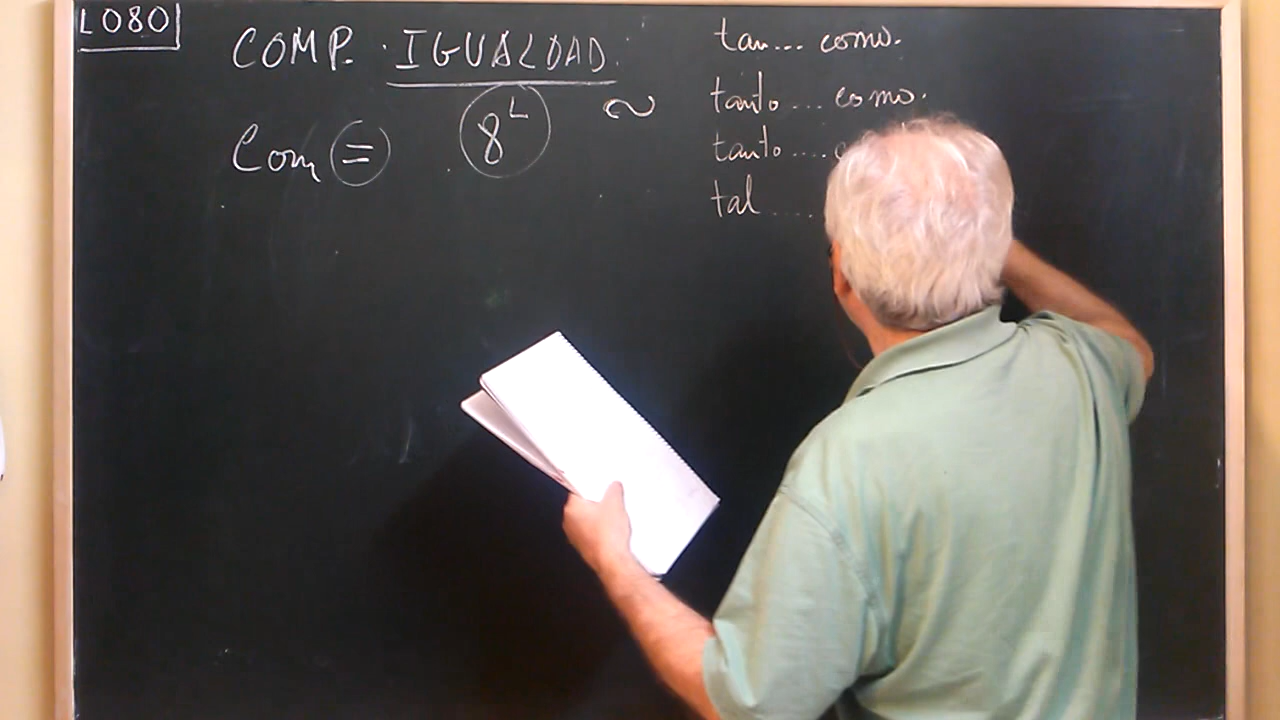 L080
COMP. IGUALDAD:
Com = 8L ~
tan... como.
tanto ... como.
tanto ....
tal ....